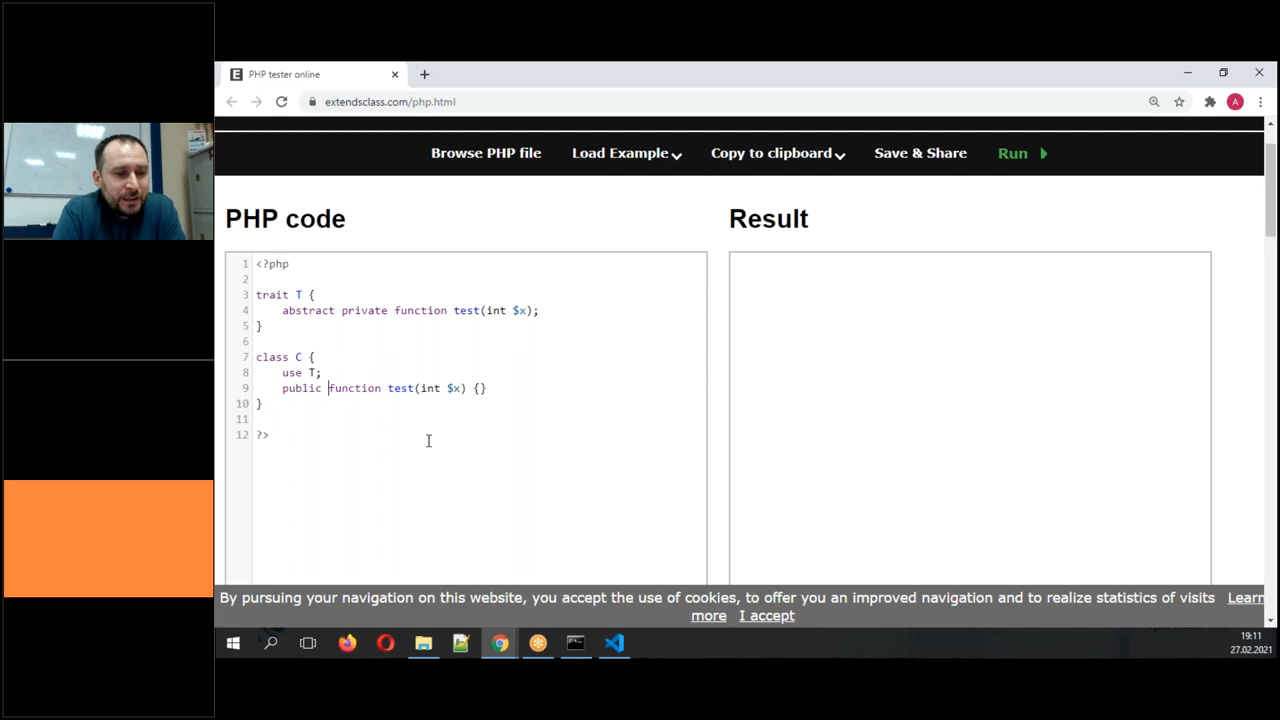 PHP tester online
extendsclass.com/php.html
A
Browse PHP file
Load Example
Copy to clipboard
Save & Share
Run
PHP code
Result
1 <?php
2
3 trait T {
4 abstract private function test(int $x);
5 }
6
7 class C {
8 use T;
9 public function test(int $x) {}
10 }
11
12 ?>
By pursuing your navigation on this website, you accept the use of cookies, to offer you an improved navigation and to realize statistics of visits Learn
more I accept
19:11
27.02.2021